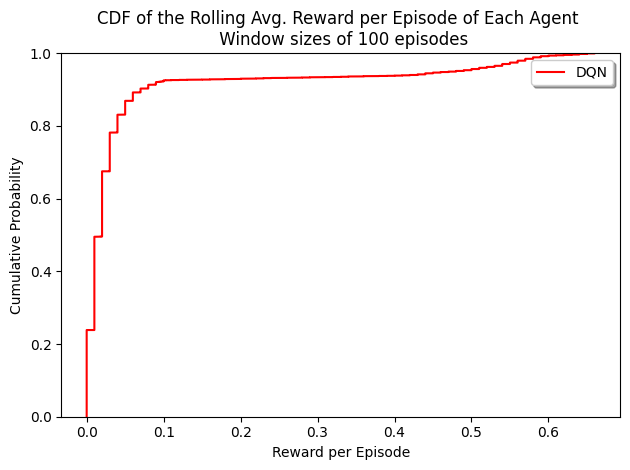 CDF of the Rolling Avg. Reward per Episode of Each Agent
Window sizes of 100 episodes
DQN
Cumulative Probability
1.0
0.8
0.6
0.4
0.2
0.0
0.0 0.1 0.2 0.3 0.4 0.5 0.6
Reward per Episode